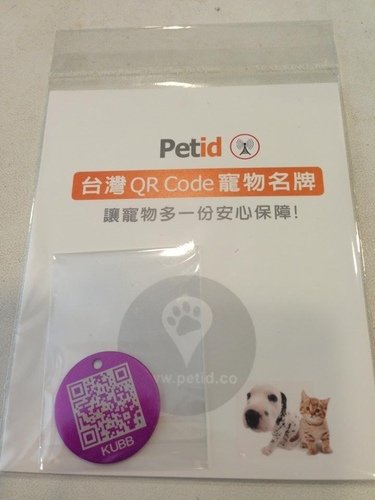 Petid
台灣 QR Code 寵物名牌
讓寵物多一份安心保障!
www.petid.co
KUBB